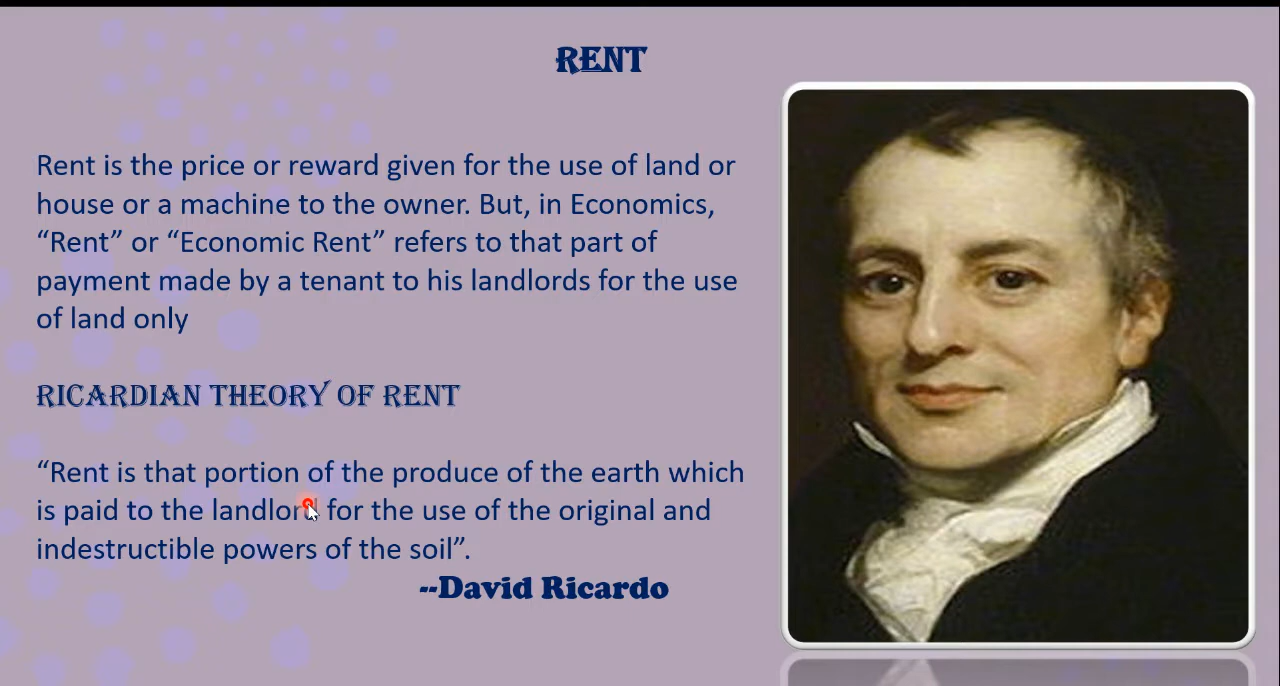 RENT
Rent is the price or reward given for the use of land or
house or a machine to the owner. But, in Economics,
“Rent” or “Economic Rent” refers to that part of
payment made by a tenant to his landlords for the use
of land only
RICARDIAN THEORY OF RENT
“Rent is that portion of the produce of the earth which
is paid to the landlord for the use of the original and
indestructible powers of the soil”.
--David Ricardo